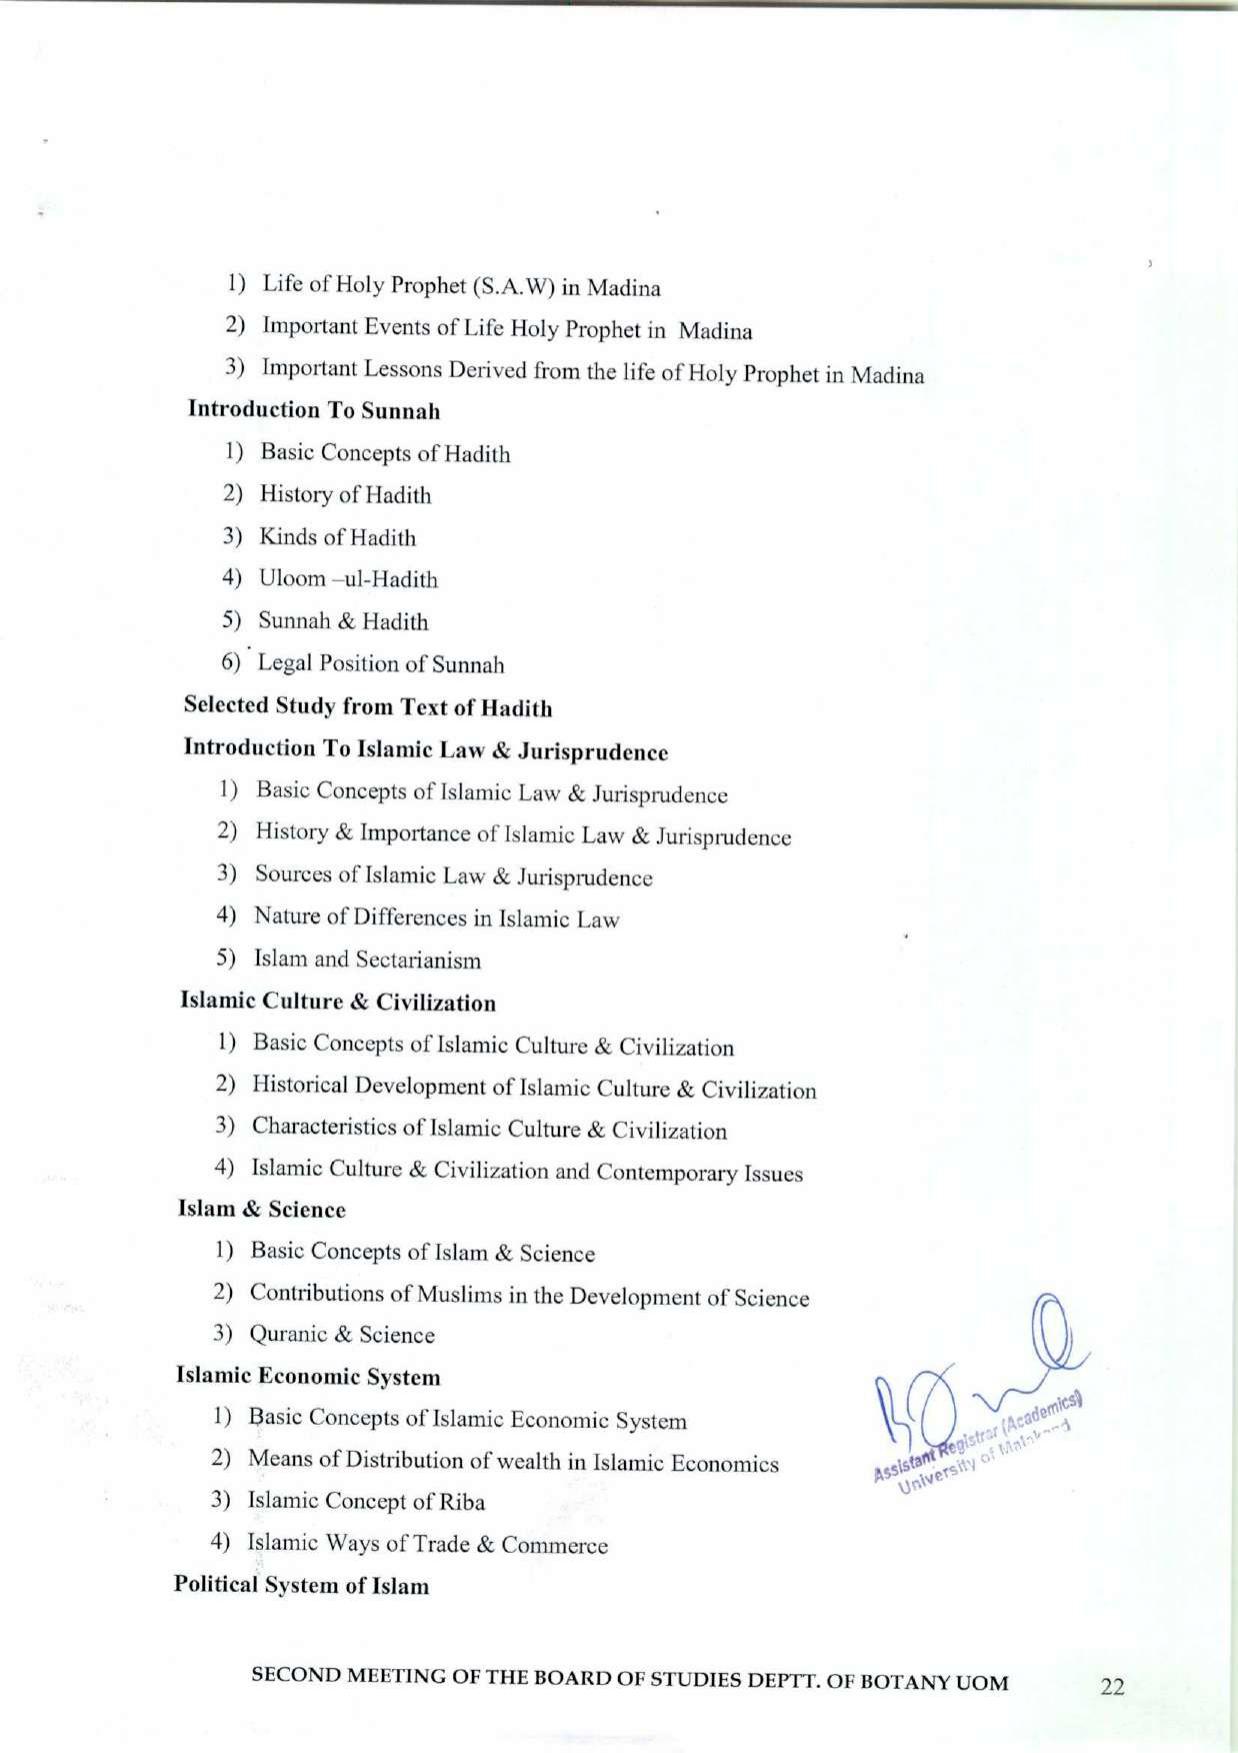 1) Life of Holy Prophet (S.A.W) in Madina
2) Important Events of Life Holy Prophet in Madina
3) Important Lessons Derived from the life of Holy Prophet in Madina
Introduction To Sunnah
1) Basic Concepts of Hadith
2) History of Hadith
3) Kinds of Hadith
4) Uloom –ul-Hadith
5) Sunnah & Hadith
6) Legal Position of Sunnah
Selected Study from Text of Hadith
Introduction To Islamic Law & Jurisprudence
1) Basic Concepts of Islamic Law & Jurisprudence
2) History & Importance of Islamic Law & Jurisprudence
3) Sources of Islamic Law & Jurisprudence
4) Nature of Differences in Islamic Law
5) Islam and Sectarianism
Islamic Culture & Civilization
1) Basic Concepts of Islamic Culture & Civilization
2) Historical Development of Islamic Culture & Civilization
3) Characteristics of Islamic Culture & Civilization
4) Islamic Culture & Civilization and Contemporary Issues
Islam & Science
1) Basic Concepts of Islam & Science
2) Contributions of Muslims in the Development of Science
3) Quranic & Science
Islamic Economic System
1) Basic Concepts of Islamic Economic System
2) Means of Distribution of wealth in Islamic Economics
3) Islamic Concept of Riba
4) Islamic Ways of Trade & Commerce
Political System of Islam
Assistant Registrar (Academics)
University of Malakand
SECOND MEETING OF THE BOARD OF STUDIES DEPTT. OF BOTANY UOM 22